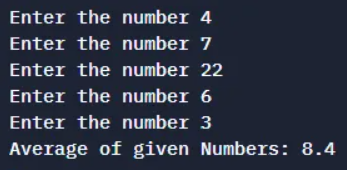 Enter the number 4
Enter the number 7
Enter the number 22
Enter the number 6
Enter the number 3
Average of given Numbers: 8.4